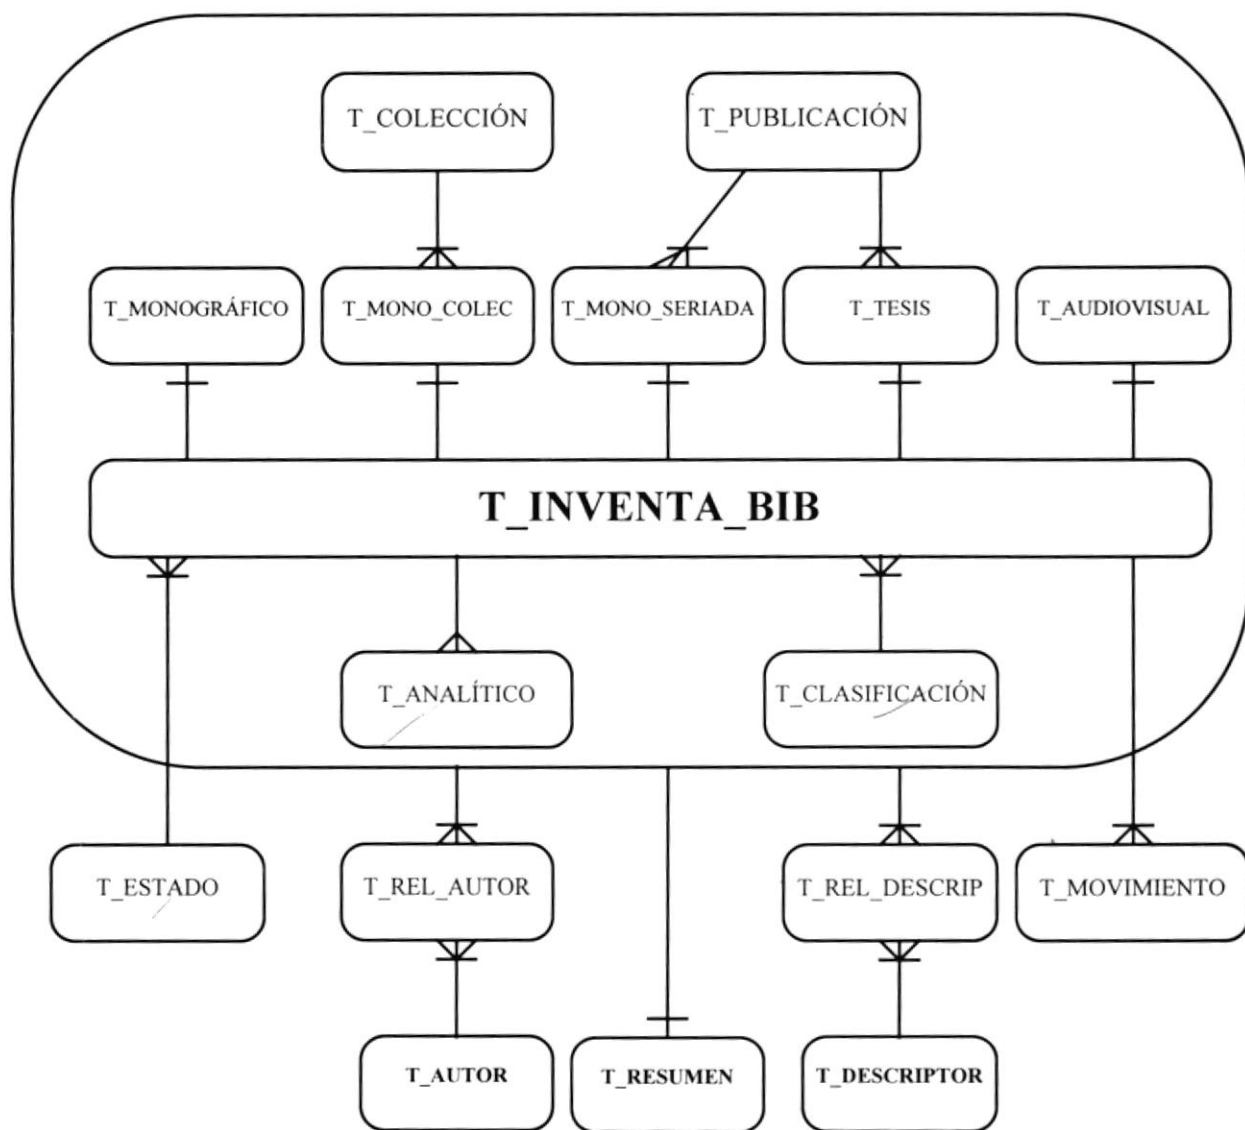 T_COLECCIÓN
T_PUBLICACIÓN
T_MONOGRÁFICO
T_MONO_COLEC
T_MONO_SERIADA
T_TESIS
T_AUDIOVISUAL
T_INVENTA_BIB
T_ANALÍTICO
T_CLASIFICACIÓN
T_ESTADO
T_REL_AUTOR
T_REL_DESCRIP
T_MOVIMIENTO
T_AUTOR
T_RESUMEN
T_DESCRIPTOR